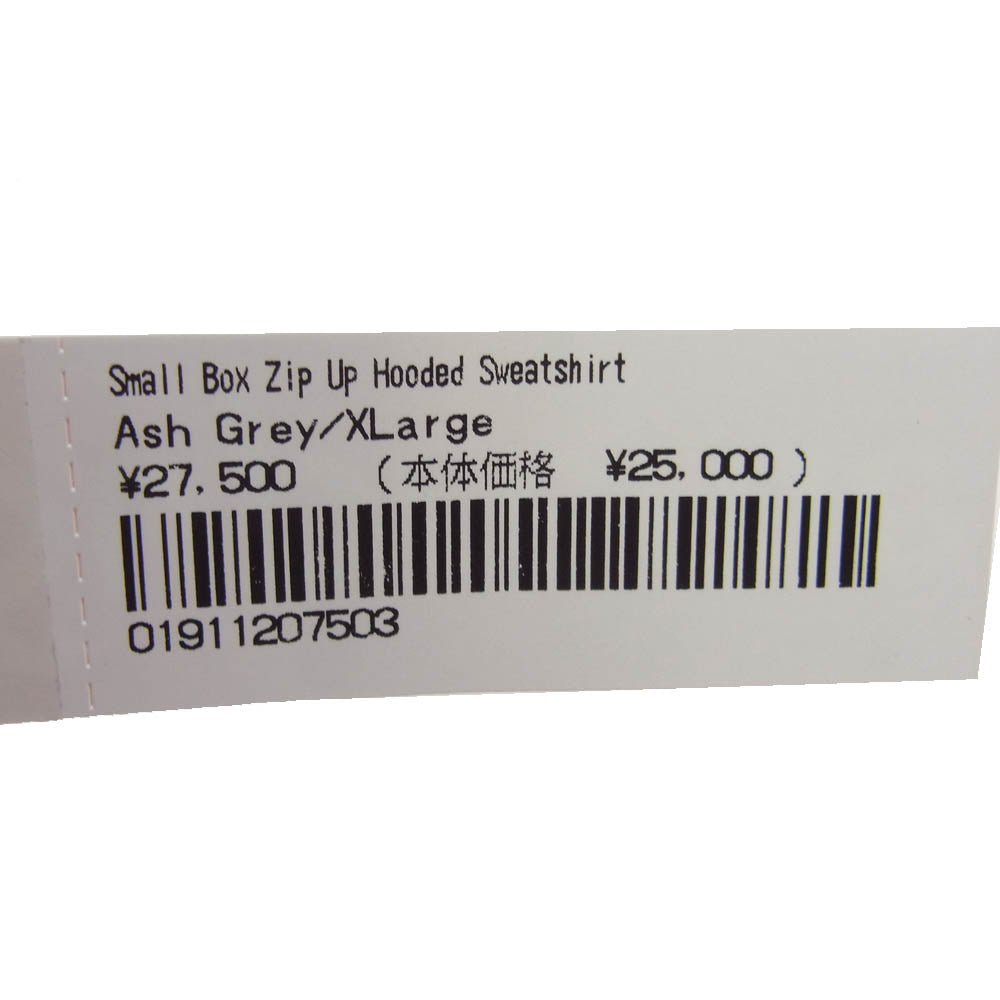 Small Box Zip Up Hooded Sweatshirt
Ash Grey/XLarge
¥27,500 (本体価格 ¥25,000)
01911207503